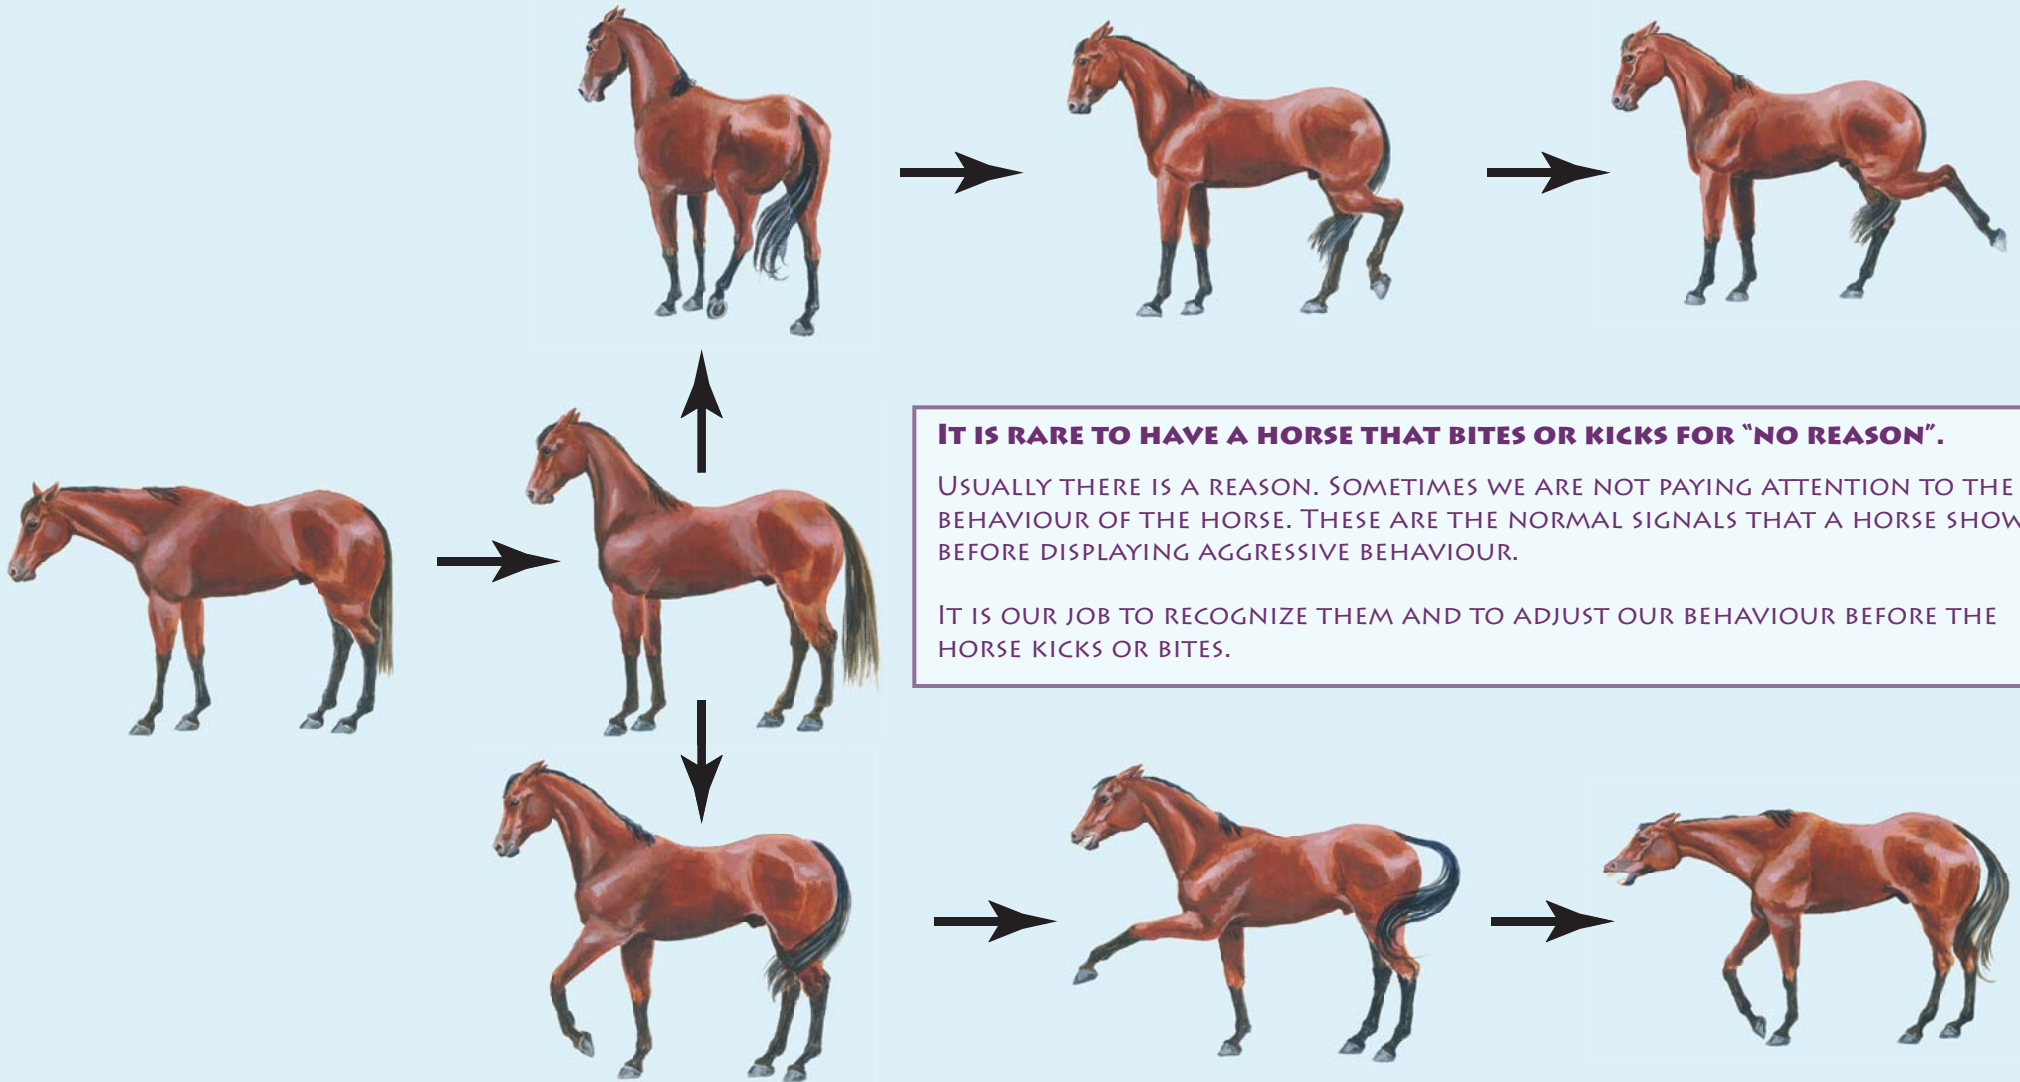 It is rare to have a horse that bites or kicks for “no reason”.
Usually there is a reason. Sometimes we are not paying attention to the
behaviour of the horse. These are the normal signals that a horse show
before displaying aggressive behaviour.
It is our job to recognize them and to adjust our behaviour before the
horse kicks or bites.